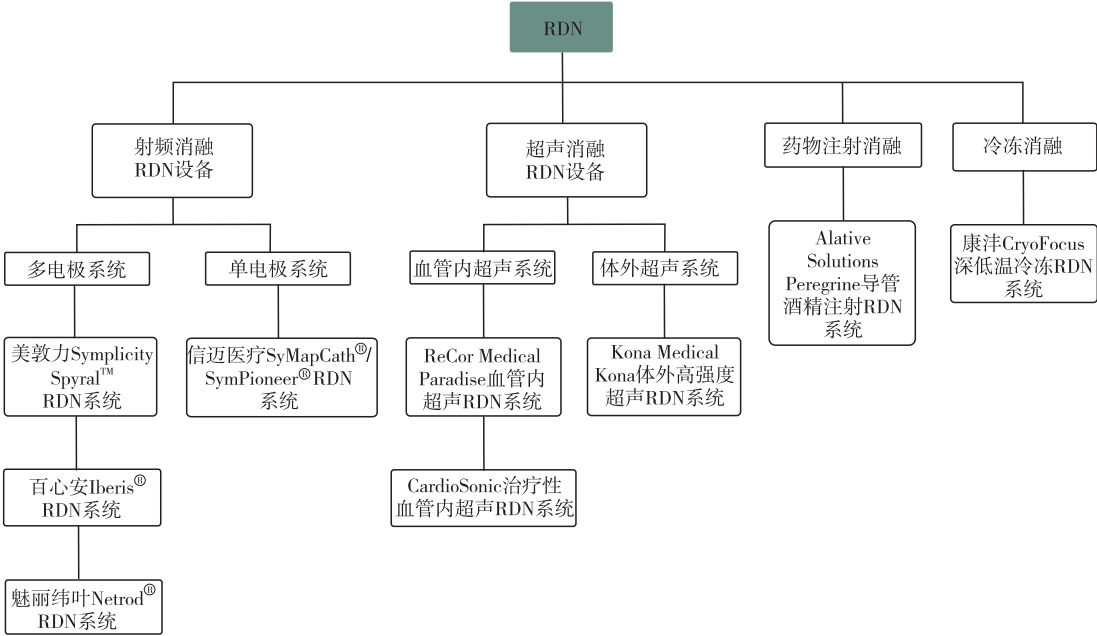 RDN
射频消融
RDN设备
超声消融
RDN设备
药物注射消融
冷冻消融
多电极系统
单电极系统
血管内超声系统
体外超声系统
Alative
Solutions
Peregrine导管
酒精注射RDN
系统
康沣CryoFocus
深低温冷冻RDN
系统
美敦力Symplicity
Spyral™
RDN系统
信迈医疗SyMapCath®/
SymPioneer®RDN
系统
ReCor Medical
Paradise血管内
超声RDN系统
Kona Medical
Kona体外高强度
超声RDN系统
百心安Iberis®
RDN系统
CardioSonic治疗性
血管内超声RDN系统
魅丽纬叶Netrod®
RDN系统